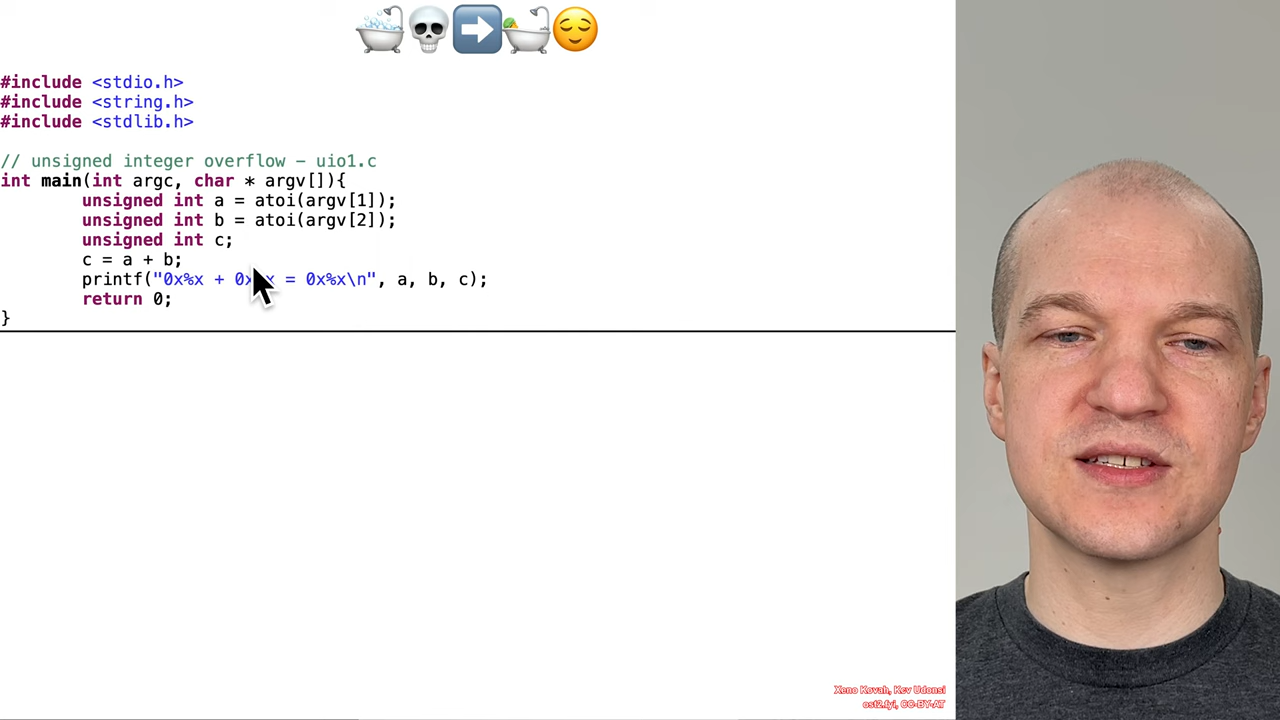 #include <stdio.h>
#include <string.h>
#include <stdlib.h>
// unsigned integer overflow - uio1.c
int main(int argc, char * argv[]){
unsigned int a = atoi(argv[1]);
unsigned int b = atoi(argv[2]);
unsigned int c;
c = a + b;
printf("0x%x + 0x x = 0x%x\n", a, b, c);
return 0;
}
Xeno Kovah, Kcv Udonsi
ost2.fyi, CC-BY-AT